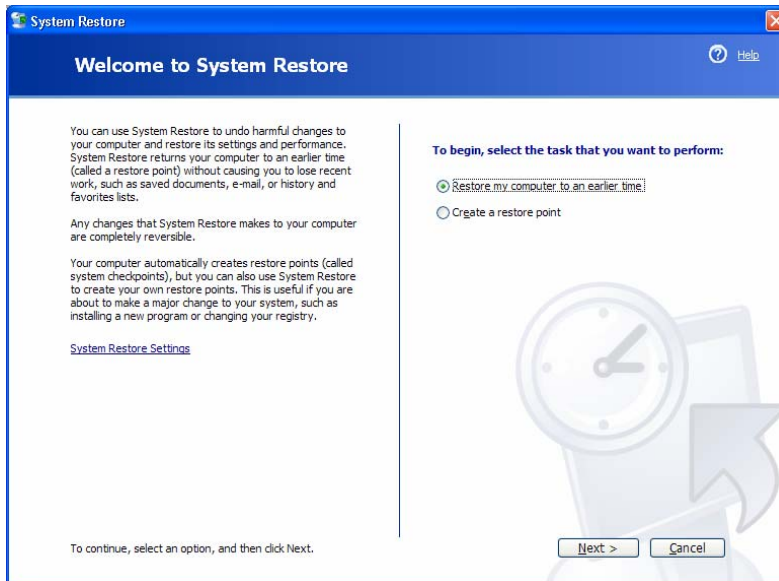 System Restore
Welcome to System Restore
Help
You can use System Restore to undo harmful changes to
your computer and restore its settings and performance.
System Restore returns your computer to an earlier time
(called a restore point) without causing you to lose recent
work, such as saved documents, e-mail, or history and
favorites lists.
Any changes that System Restore makes to your computer
are completely reversible.
Your computer automatically creates restore points (called
system checkpoints), but you can also use System Restore
to create your own restore points. This is useful if you are
about to make a major change to your system, such as
installing a new program or changing your registry.
System Restore Settings
To begin, select the task that you want to perform:
Restore my computer to an earlier time
Create a restore point
To continue, select an option, and then click Next.
Next >
Cancel